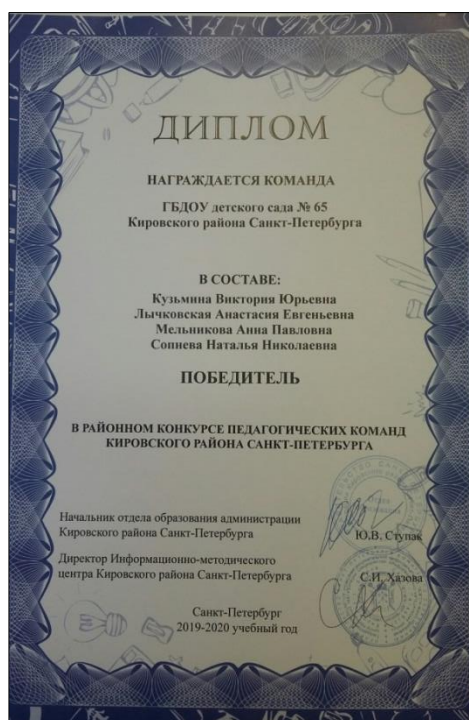 ДИПЛОМ
НАГРАЖДАЕТСЯ КОМАНДА
ГБДОУ детского сада № 65
Кировского района Санкт-Петербурга
В СОСТАВЕ:
Кузьмина Виктория Юрьевна
Лычковская Анастасия Евгеньевна
Мельникова Анна Павловна
Сопнева Наталья Николаевна
ПОБЕДИТЕЛЬ
В РАЙОННОМ КОНКУРСЕ ПЕДАГОГИЧЕСКИХ КОМАНД
КИРОВСКОГО РАЙОНА САНКТ-ПЕТЕРБУРГА
Начальник отдела образования администрации
Кировского района Санкт-Петербурга
Ю.В. Ступак
Директор Информационно-методического
центра Кировского района Санкт-Петербурга
С.И. Хазова
Санкт-Петербург
2019-2020 учебный год